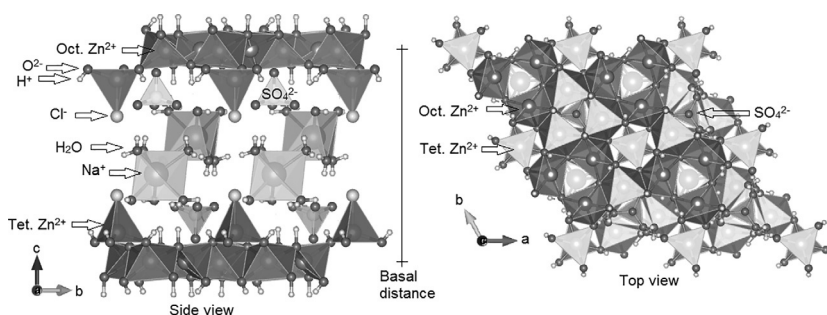 Oct. Zn²⁺
O²⁻
H⁺
SO₄²⁻
Cl⁻
H₂O
Na⁺
Tet. Zn²⁺
c
a
b
Side view
Basal
distance
Oct. Zn²⁺
SO₄²⁻
Tet. Zn²⁺
b
a
Top view